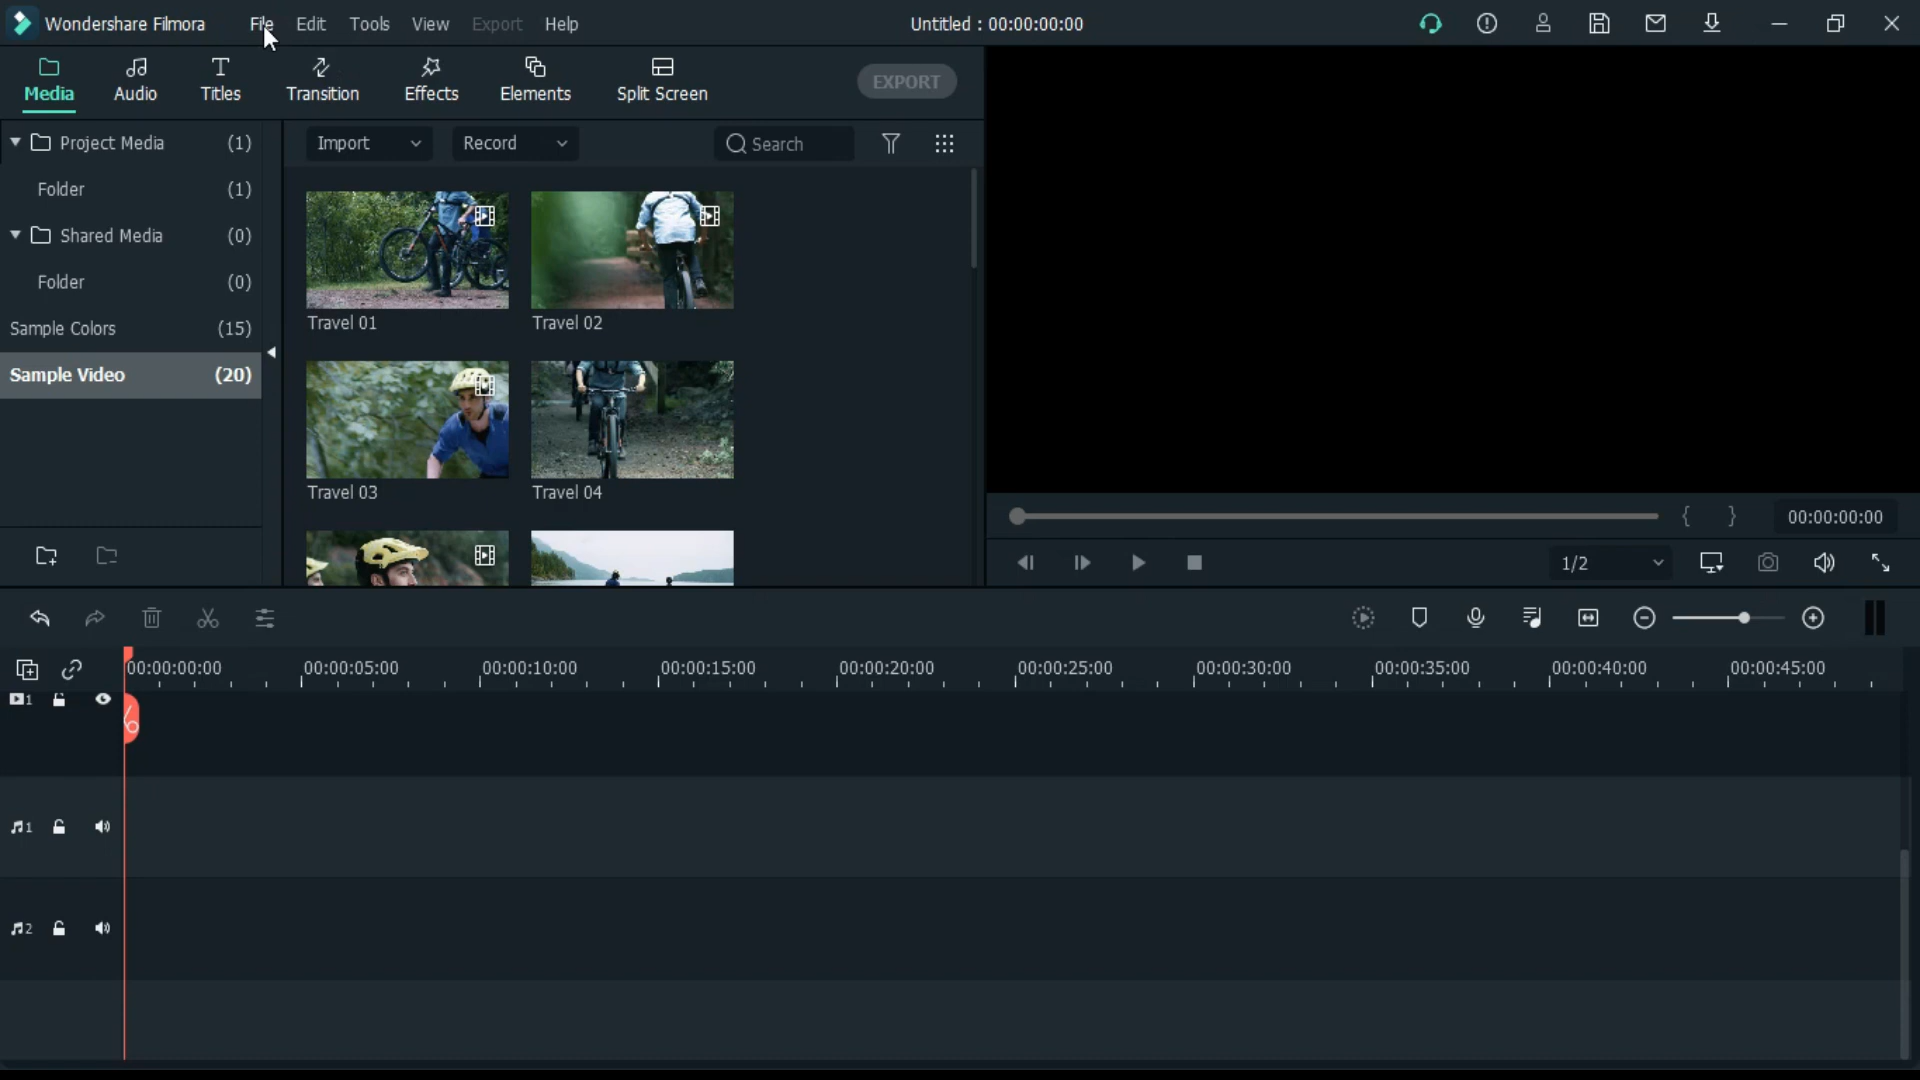 Wondershare Filmora File Edit Tools View Export Help Untitled : 00:00:00:00
Media Audio Titles Transition Effects Elements Split Screen EXPORT
Project Media (1)
Folder (1)
Shared Media (0)
Folder (0)
Sample Colors (15)
Sample Video (20)
Import Record Search
Travel 01 Travel 02
Travel 03 Travel 04
{ } 00:00:00:00
1/2
00:00:00:00 00:00:05:00 00:00:10:00 00:00:15:00 00:00:20:00 00:00:25:00 00:00:30:00 00:00:35:00 00:00:40:00 00:00:45:00
1
1
2